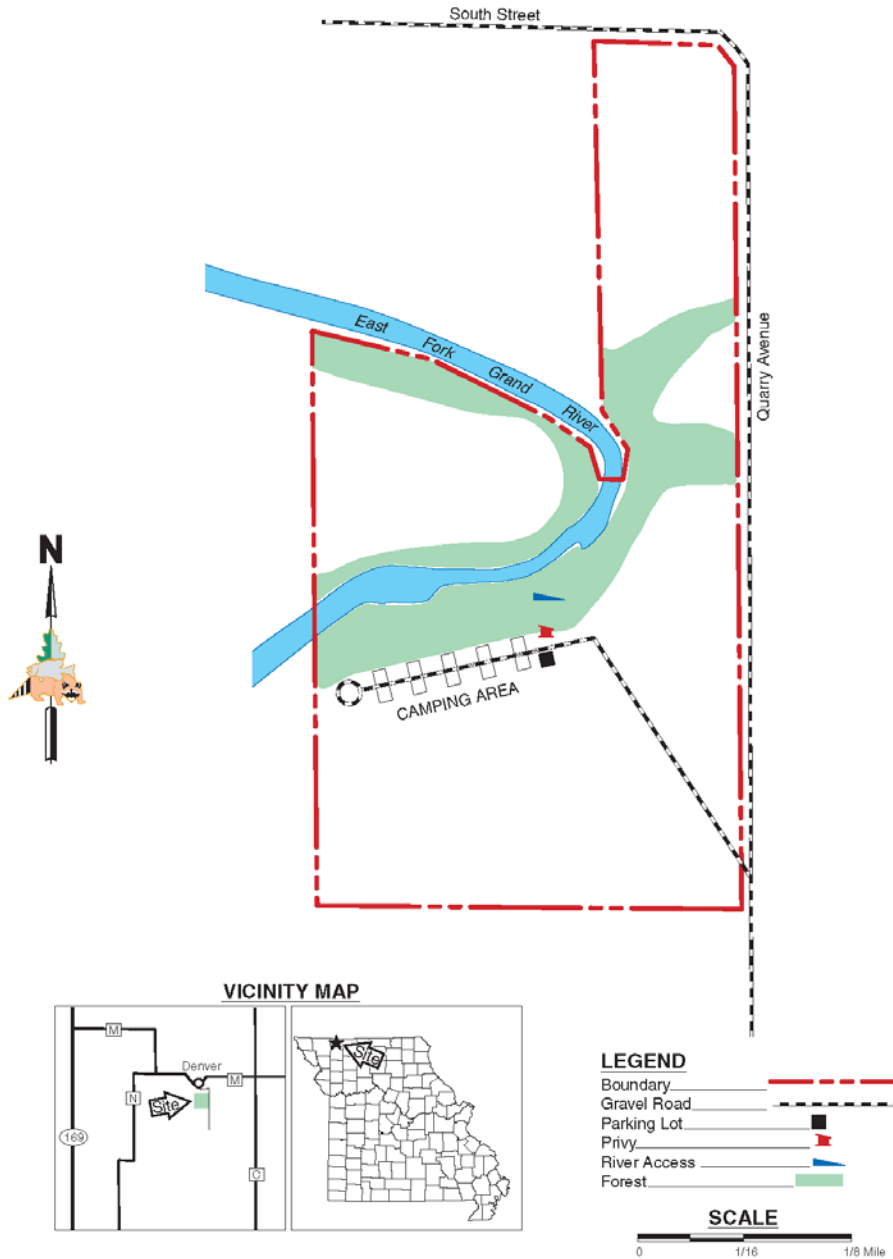 South Street
East Fork Grand River
Quarry Avenue
N
CAMPING AREA
VICINITY MAP
M
Denver
M
N
Site
169
C
Site
LEGEND
Boundary
Gravel Road
Parking Lot
Privy
River Access
Forest
SCALE
0 1/16 1/8 Mile